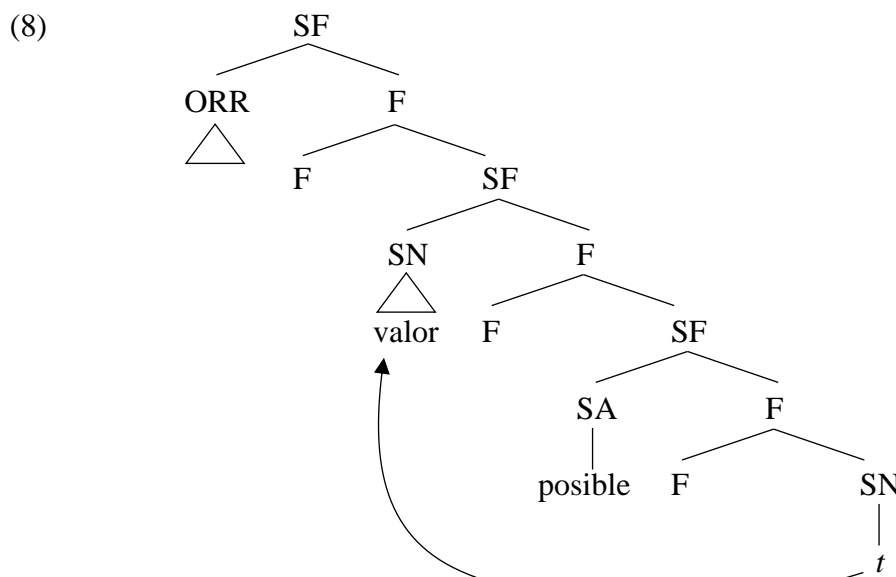 (8) SF
ORR F
F SF
SN F
valor F SF
SA F
posible F SN
t